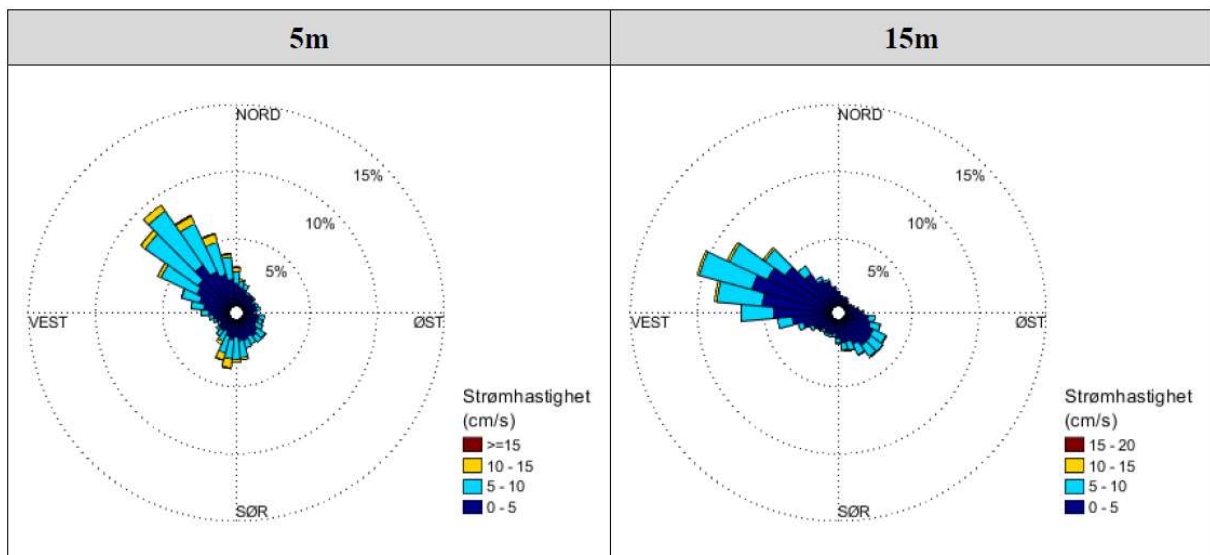 5m
15m
NORD
15%
10%
5%
VEST
ØST
SØR
Strømhastighet
(cm/s)
>=15
10 - 15
5 - 10
0 - 5
NORD
15%
10%
5%
VEST
ØST
SØR
Strømhastighet
(cm/s)
15 - 20
10 - 15
5 - 10
0 - 5